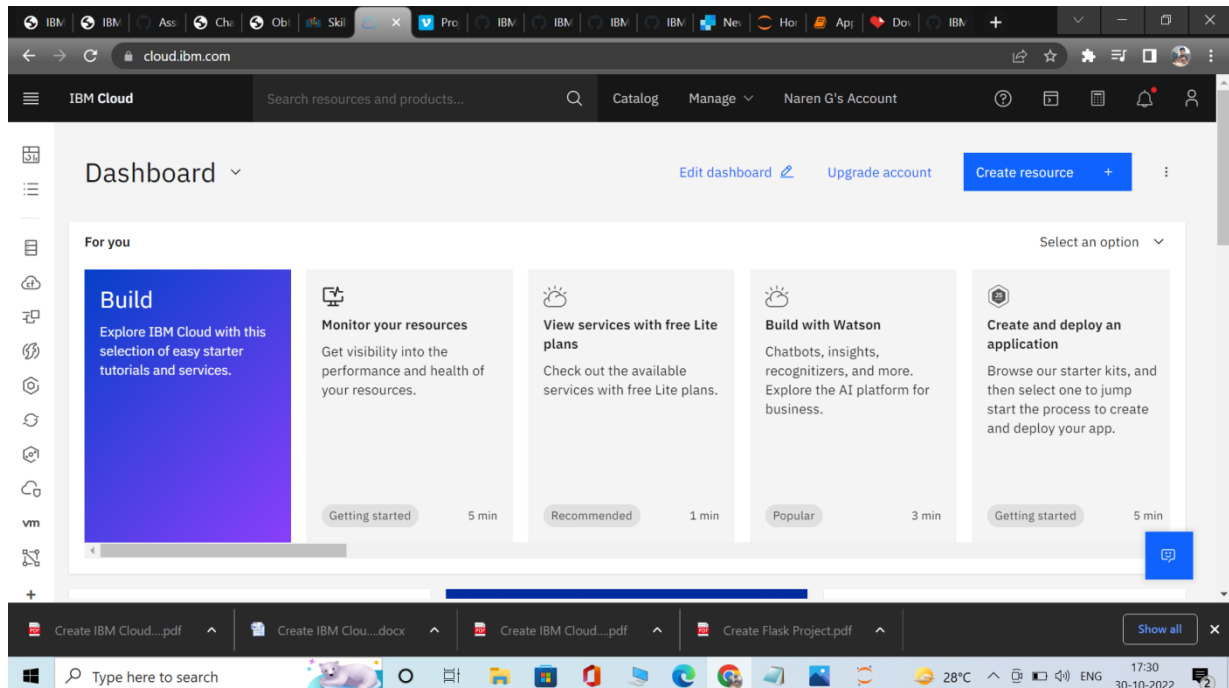 IBM
IBM
Ass
Cha
Obt
Skil
Pro
IBM
IBM
IBM
IBM
Nev
Hor
App
Dov
IBM
cloud.ibm.com
IBM Cloud
Search resources and products...
Catalog
Manage
Naren G's Account
Dashboard
Edit dashboard
Upgrade account
Create resource +
For you
Select an option
Build
Explore IBM Cloud with this
selection of easy starter
tutorials and services.
Monitor your resources
Get visibility into the
performance and health of
your resources.
Getting started
5 min
View services with free Lite
plans
Check out the available
services with free Lite plans.
Recommended
1 min
Build with Watson
Chatbots, insights,
recognitizers, and more.
Explore the AI platform for
business.
Popular
3 min
JS
Create and deploy an
application
Browse our starter kits, and
then select one to jump
start the process to create
and deploy your app.
Getting started
5 min
cf
vm
Create IBM Cloud....pdf
Create IBM Clou....docx
Create IBM Cloud....pdf
Create Flask Project.pdf
Show all
Type here to search
28°C
ENG
17:30
30-10-2022
2